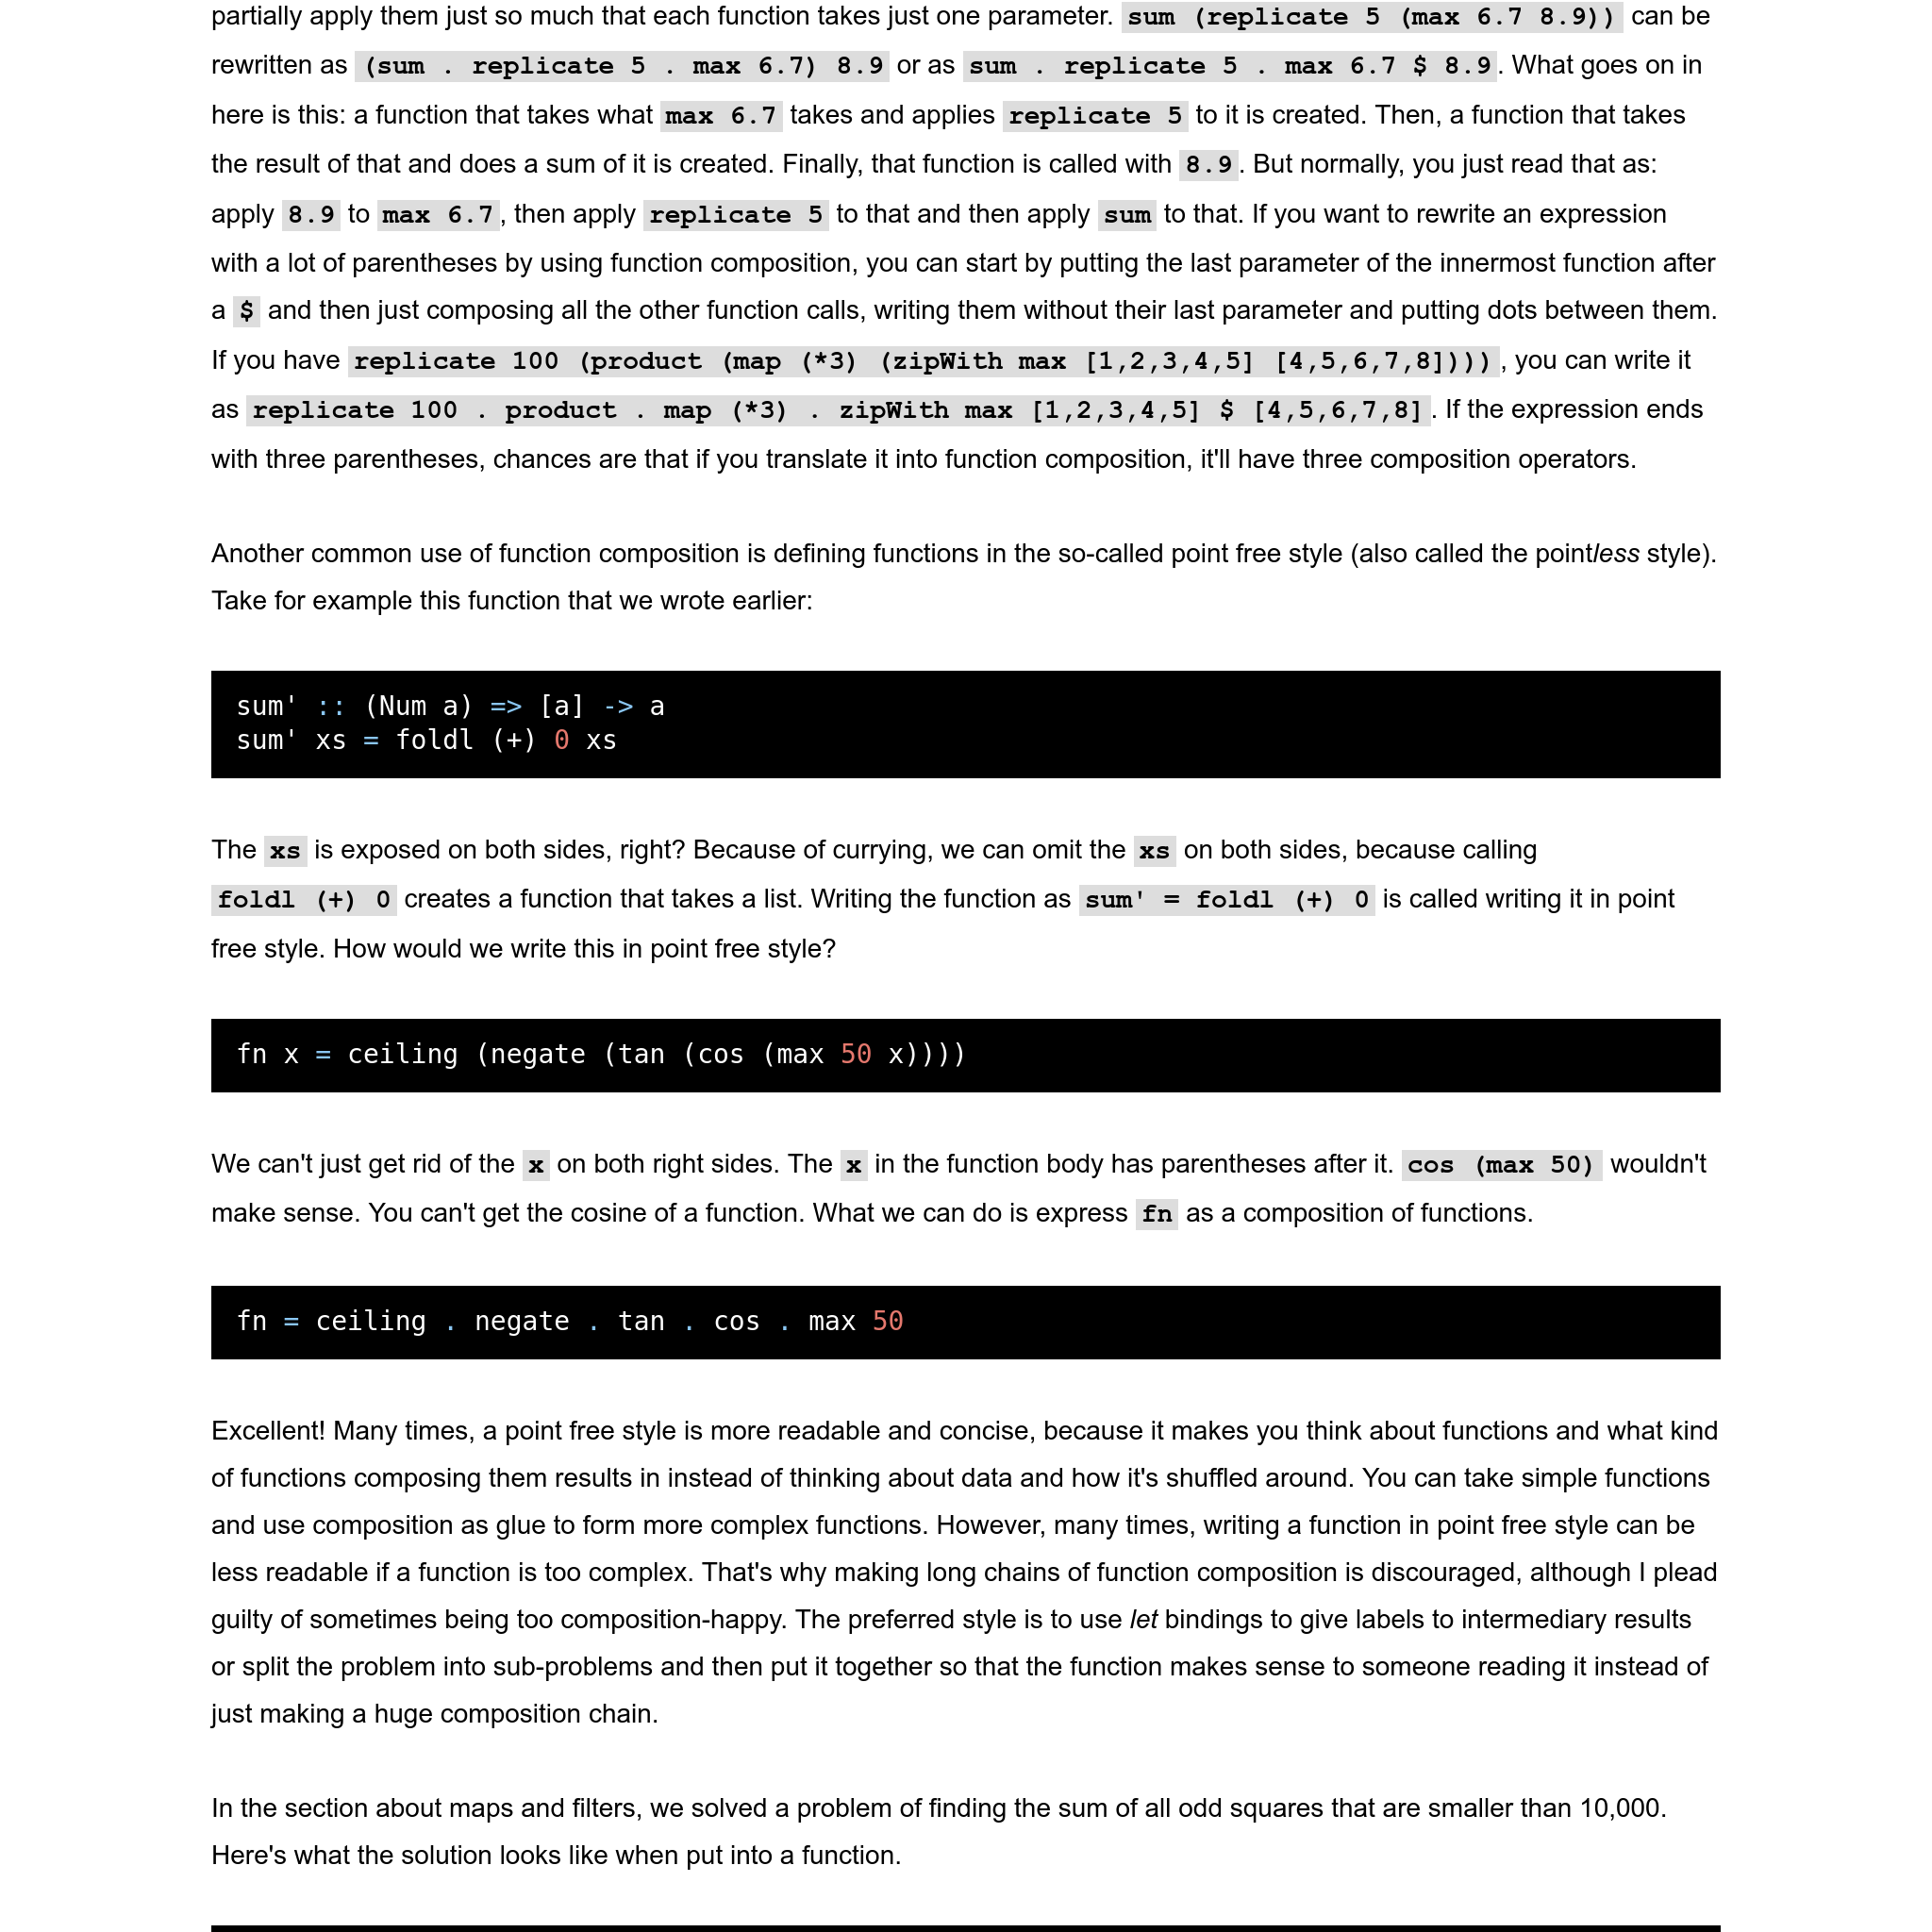 partially apply them just so much that each function takes just one parameter. sum (replicate 5 (max 6.7 8.9)) can be
rewritten as (sum . replicate 5 . max 6.7) 8.9 or as sum . replicate 5 . max 6.7 $ 8.9. What goes on in
here is this: a function that takes what max 6.7 takes and applies replicate 5 to it is created. Then, a function that takes
the result of that and does a sum of it is created. Finally, that function is called with 8.9. But normally, you just read that as:
apply 8.9 to max 6.7, then apply replicate 5 to that and then apply sum to that. If you want to rewrite an expression
with a lot of parentheses by using function composition, you can start by putting the last parameter of the innermost function after
a $ and then just composing all the other function calls, writing them without their last parameter and putting dots between them.
If you have replicate 100 (product (map (*3) (zipWith max [1,2,3,4,5] [4,5,6,7,8]))), you can write it
as replicate 100 . product . map (*3) . zipWith max [1,2,3,4,5] $ [4,5,6,7,8]. If the expression ends
with three parentheses, chances are that if you translate it into function composition, it'll have three composition operators.
Another common use of function composition is defining functions in the so-called point free style (also called the pointless style).
Take for example this function that we wrote earlier:
sum' :: (Num a) => [a] -> a
sum' xs = foldl (+) 0 xs
The xs is exposed on both sides, right? Because of currying, we can omit the xs on both sides, because calling
foldl (+) 0 creates a function that takes a list. Writing the function as sum' = foldl (+) 0 is called writing it in point
free style. How would we write this in point free style?
fn x = ceiling (negate (tan (cos (max 50 x))))
We can't just get rid of the x on both right sides. The x in the function body has parentheses after it. cos (max 50) wouldn't
make sense. You can't get the cosine of a function. What we can do is express fn as a composition of functions.
fn = ceiling . negate . tan . cos . max 50
Excellent! Many times, a point free style is more readable and concise, because it makes you think about functions and what kind
of functions composing them results in instead of thinking about data and how it's shuffled around. You can take simple functions
and use composition as glue to form more complex functions. However, many times, writing a function in point free style can be
less readable if a function is too complex. That's why making long chains of function composition is discouraged, although I plead
guilty of sometimes being too composition-happy. The preferred style is to use let bindings to give labels to intermediary results
or split the problem into sub-problems and then put it together so that the function makes sense to someone reading it instead of
just making a huge composition chain.
In the section about maps and filters, we solved a problem of finding the sum of all odd squares that are smaller than 10,000.
Here's what the solution looks like when put into a function.